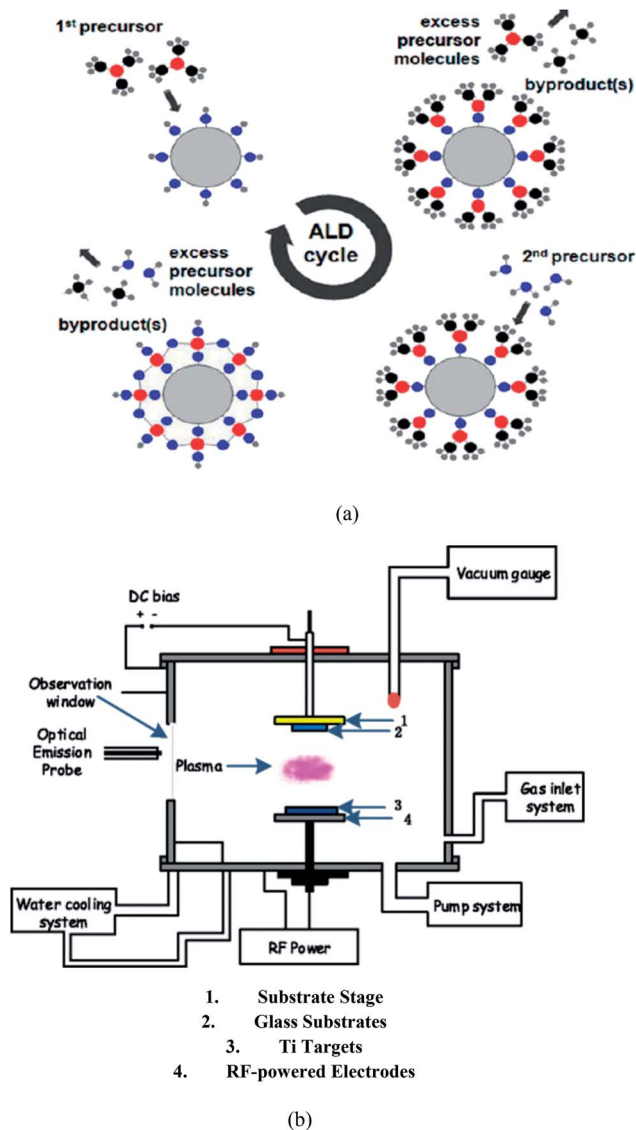 1st precursor
excess
precursor
molecules
byproduct(s)
ALD
cycle
excess
precursor
molecules
byproduct(s)
2nd precursor
(a)
DC bias
+ -
Vacuum gauge
Observation
window
Optical
Emission
Probe
Plasma
1
2
3
4
Gas inlet
system
Water cooling
system
RF Power
Pump system
1. Substrate Stage
2. Glass Substrates
3. Ti Targets
4. RF-powered Electrodes
(b)